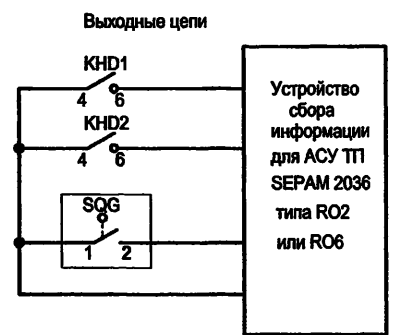 Выходные цепи
KHD1
4 6
KHD2
4 6
SQG
1 2
Устройство
сбора
информации
для АСУ ТП
SEPAM 2036
типа RO2
или RO6